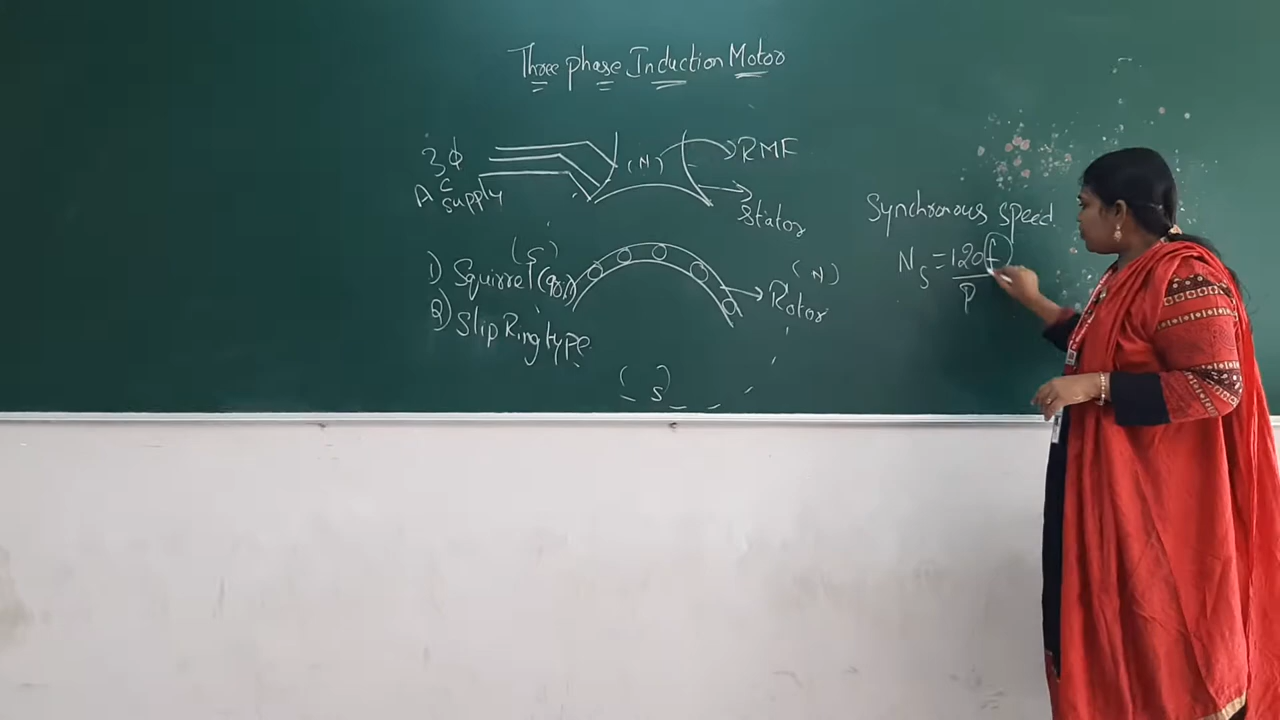 Three phase Induction Motor
3ϕ
A C
supply
(N)
RMF
Stator
(S)
1) Squirrel
2) Slip Ring type
(N)
Rotor
(S)
Synchronous speed
Ns = 120f
P